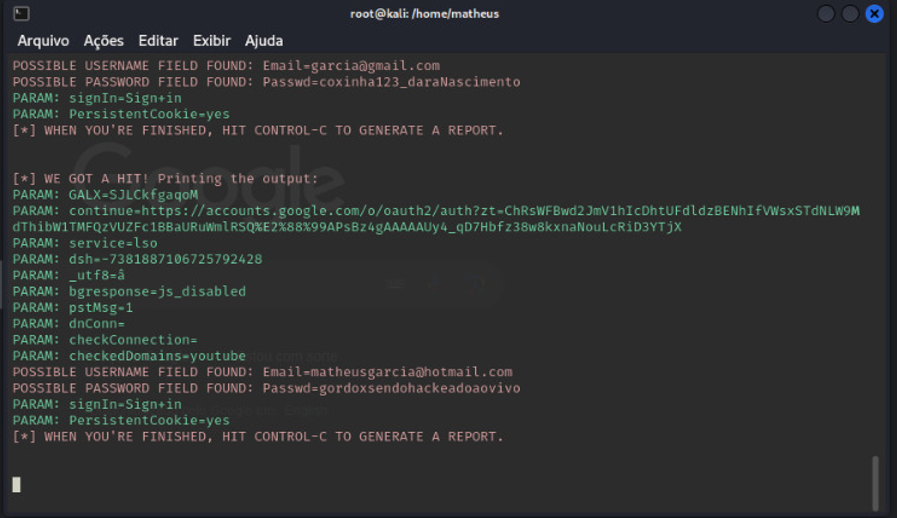 root@kali: /home/matheus
Arquivo Ações Editar Exibir Ajuda
POSSIBLE USERNAME FIELD FOUND: Email=garcia@gmail.com
POSSIBLE PASSWORD FIELD FOUND: Passwd=coxinha123_daraNascimento
PARAM: signIn=Sign+in
PARAM: PersistentCookie=yes
[*] WHEN YOU'RE FINISHED, HIT CONTROL-C TO GENERATE A REPORT.
Google
[*] WE GOT A HIT! Printing the output:
PARAM: GALX=SJLCkfgaqoM
PARAM: continue=https://accounts.google.com/o/oauth2/auth?zt=ChRsWFBwd2JmV1hIcDhtUFdldzBENhIfVWsxSTdNLW9M
dThibW1TMFQzVUZFc1BBaURuWmlRSQ%E2%88%99APsBz4gAAAAAUy4_qD7Hbfz38w8kxnaNouLcRiD3YTjX
PARAM: service=lso
PARAM: dsh=-7381887106725792428
PARAM: _utf8=â
PARAM: bgresponse=js_disabled
PARAM: pstMsg=1
PARAM: dnConn=
PARAM: checkConnection=
PARAM: checkedDomains=youtube
com sorte
POSSIBLE USERNAME FIELD FOUND: Email=matheusgarcia@hotmail.com
POSSIBLE PASSWORD FIELD FOUND: Passwd=gordoxsendohackeadoaovivo
PARAM: signIn=Sign+in
PARAM: PersistentCookie=yes
[*] WHEN YOU'RE FINISHED, HIT CONTROL-C TO GENERATE A REPORT.